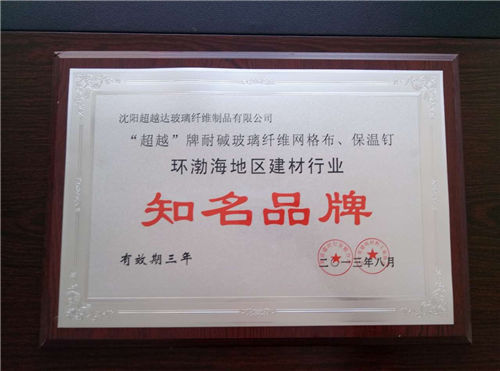 沈阳超越达玻璃纤维制品有限公司
“超越”牌耐碱玻璃纤维网格布、保温钉
环渤海地区建材行业
知名品牌
有效期三年
二〇一三年八月